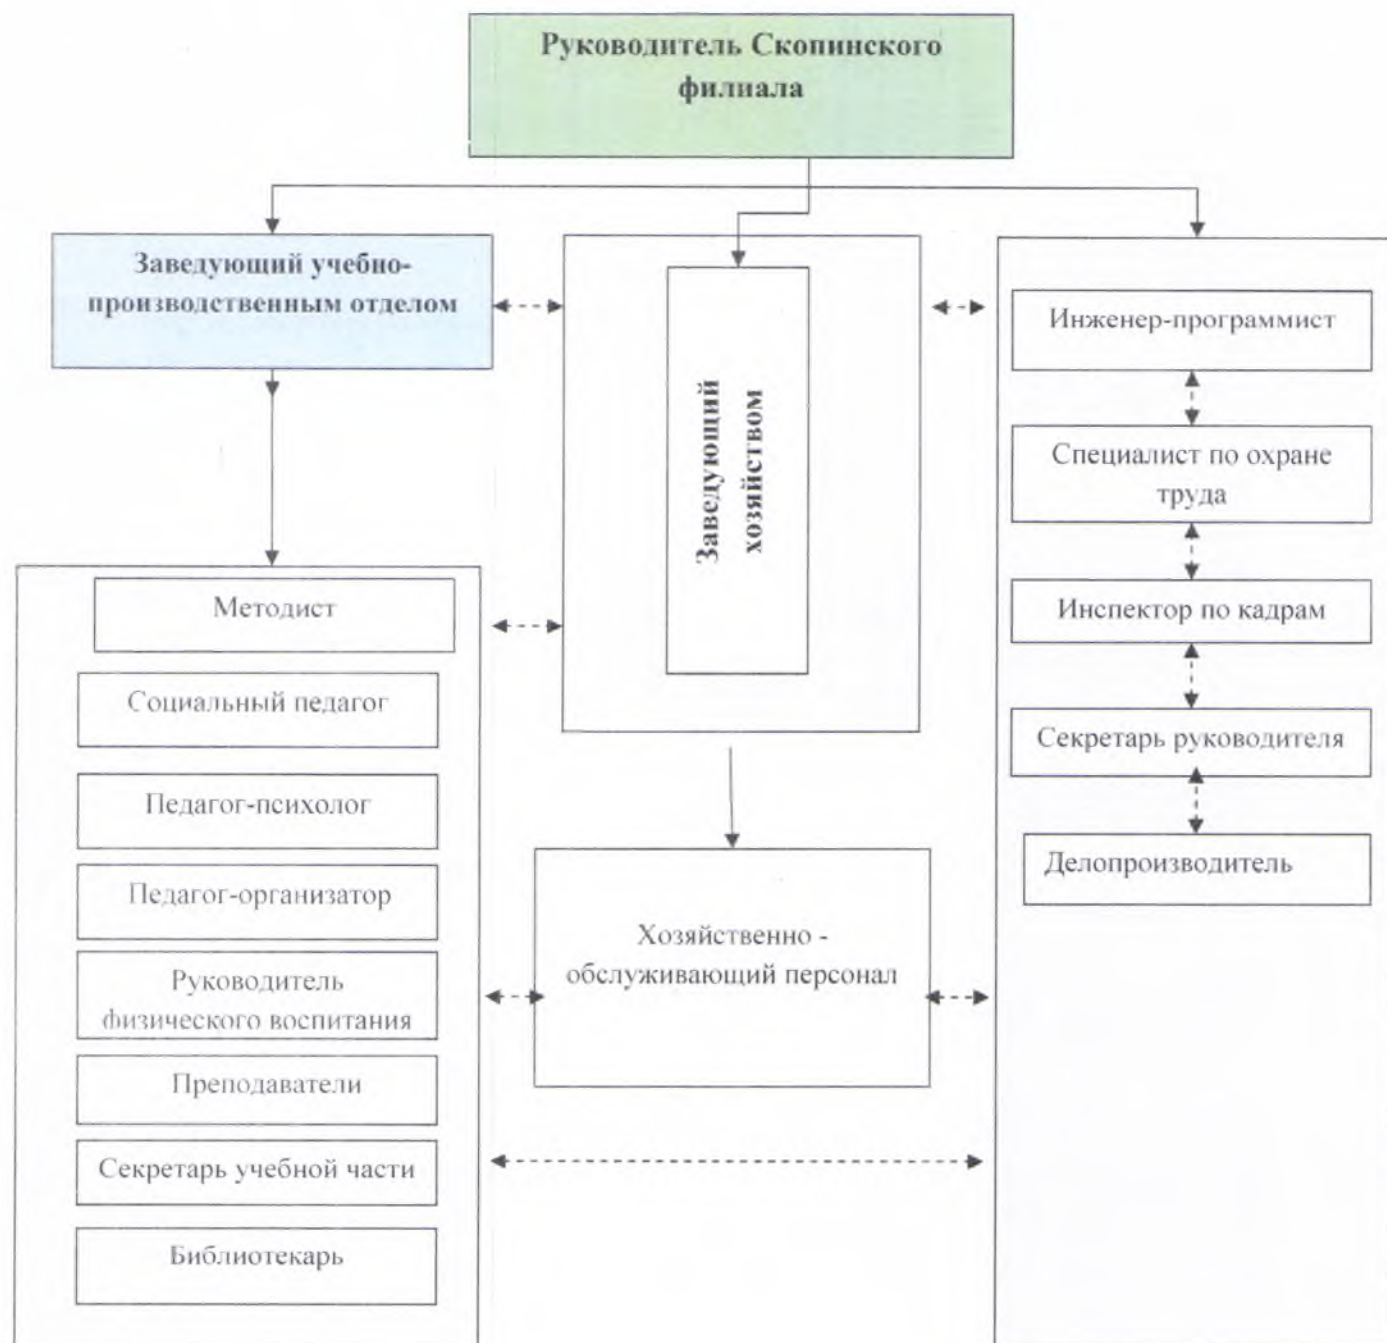 Руководитель Скопинского
филиала
Заведующий учебно-
производственным отделом
Заведующий
хозяйством
Инженер-программист
Специалист по охране
труда
Инспектор по кадрам
Секретарь руководителя
Делопроизводитель
Методист
Социальный педагог
Педагог-психолог
Педагог-организатор
Руководитель
физического воспитания
Преподаватели
Секретарь учебной части
Библиотекарь
Хозяйственно -
обслуживающий персонал